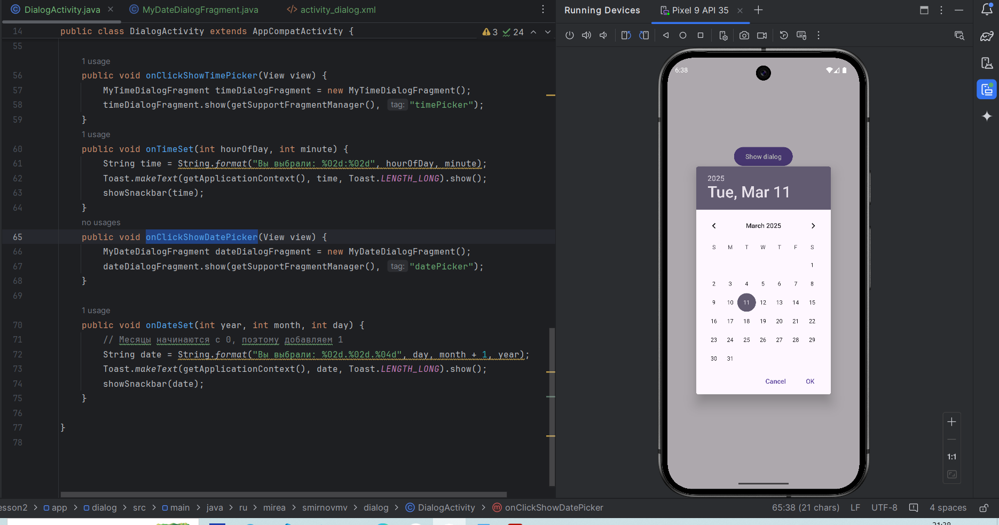 DialogActivity.java
MyDateDialogFragment.java
activity_dialog.xml
Running Devices
Pixel 9 API 35
14 public class DialogActivity extends AppCompatActivity {
3 24
55
1 usage
56 public void onClickShowTimePicker(View view) {
57 MyTimeDialogFragment timeDialogFragment = new MyTimeDialogFragment();
58 timeDialogFragment.show(getSupportFragmentManager(), tag: "timePicker");
59 }
1 usage
60 public void onTimeSet(int hourOfDay, int minute) {
61 String time = String.format("Вы выбрали: %02d:%02d", hourOfDay, minute);
62 Toast.makeText(getApplicationContext(), time, Toast.LENGTH_LONG).show();
63 showSnackbar(time);
64 }
no usages
65 public void onClickShowDatePicker(View view) {
66 MyDateDialogFragment dateDialogFragment = new MyDateDialogFragment();
67 dateDialogFragment.show(getSupportFragmentManager(), tag: "datePicker");
68 }
69
1 usage
70 public void onDateSet(int year, int month, int day) {
71 // Месяцы начинаются с 0, поэтому добавляем 1
72 String date = String.format("Вы выбрали: %02d.%02d.%04d", day, month + 1, year);
73 Toast.makeText(getApplicationContext(), date, Toast.LENGTH_LONG).show();
74 showSnackbar(date);
75 }
76
77 }
78
6:38
Show dialog
2025
Tue, Mar 11
March 2025
S M T W T F S
1
2 3 4 5 6 7 8
9 10 11 12 13 14 15
16 17 18 19 20 21 22
23 24 25 26 27 28 29
30 31
Cancel OK
1:1
esson2 > app > dialog > src > main > java > ru > mirea > smirnovmv > dialog > DialogActivity > onClickShowDatePicker
65:38 (21 chars) LF UTF-8 4 spaces